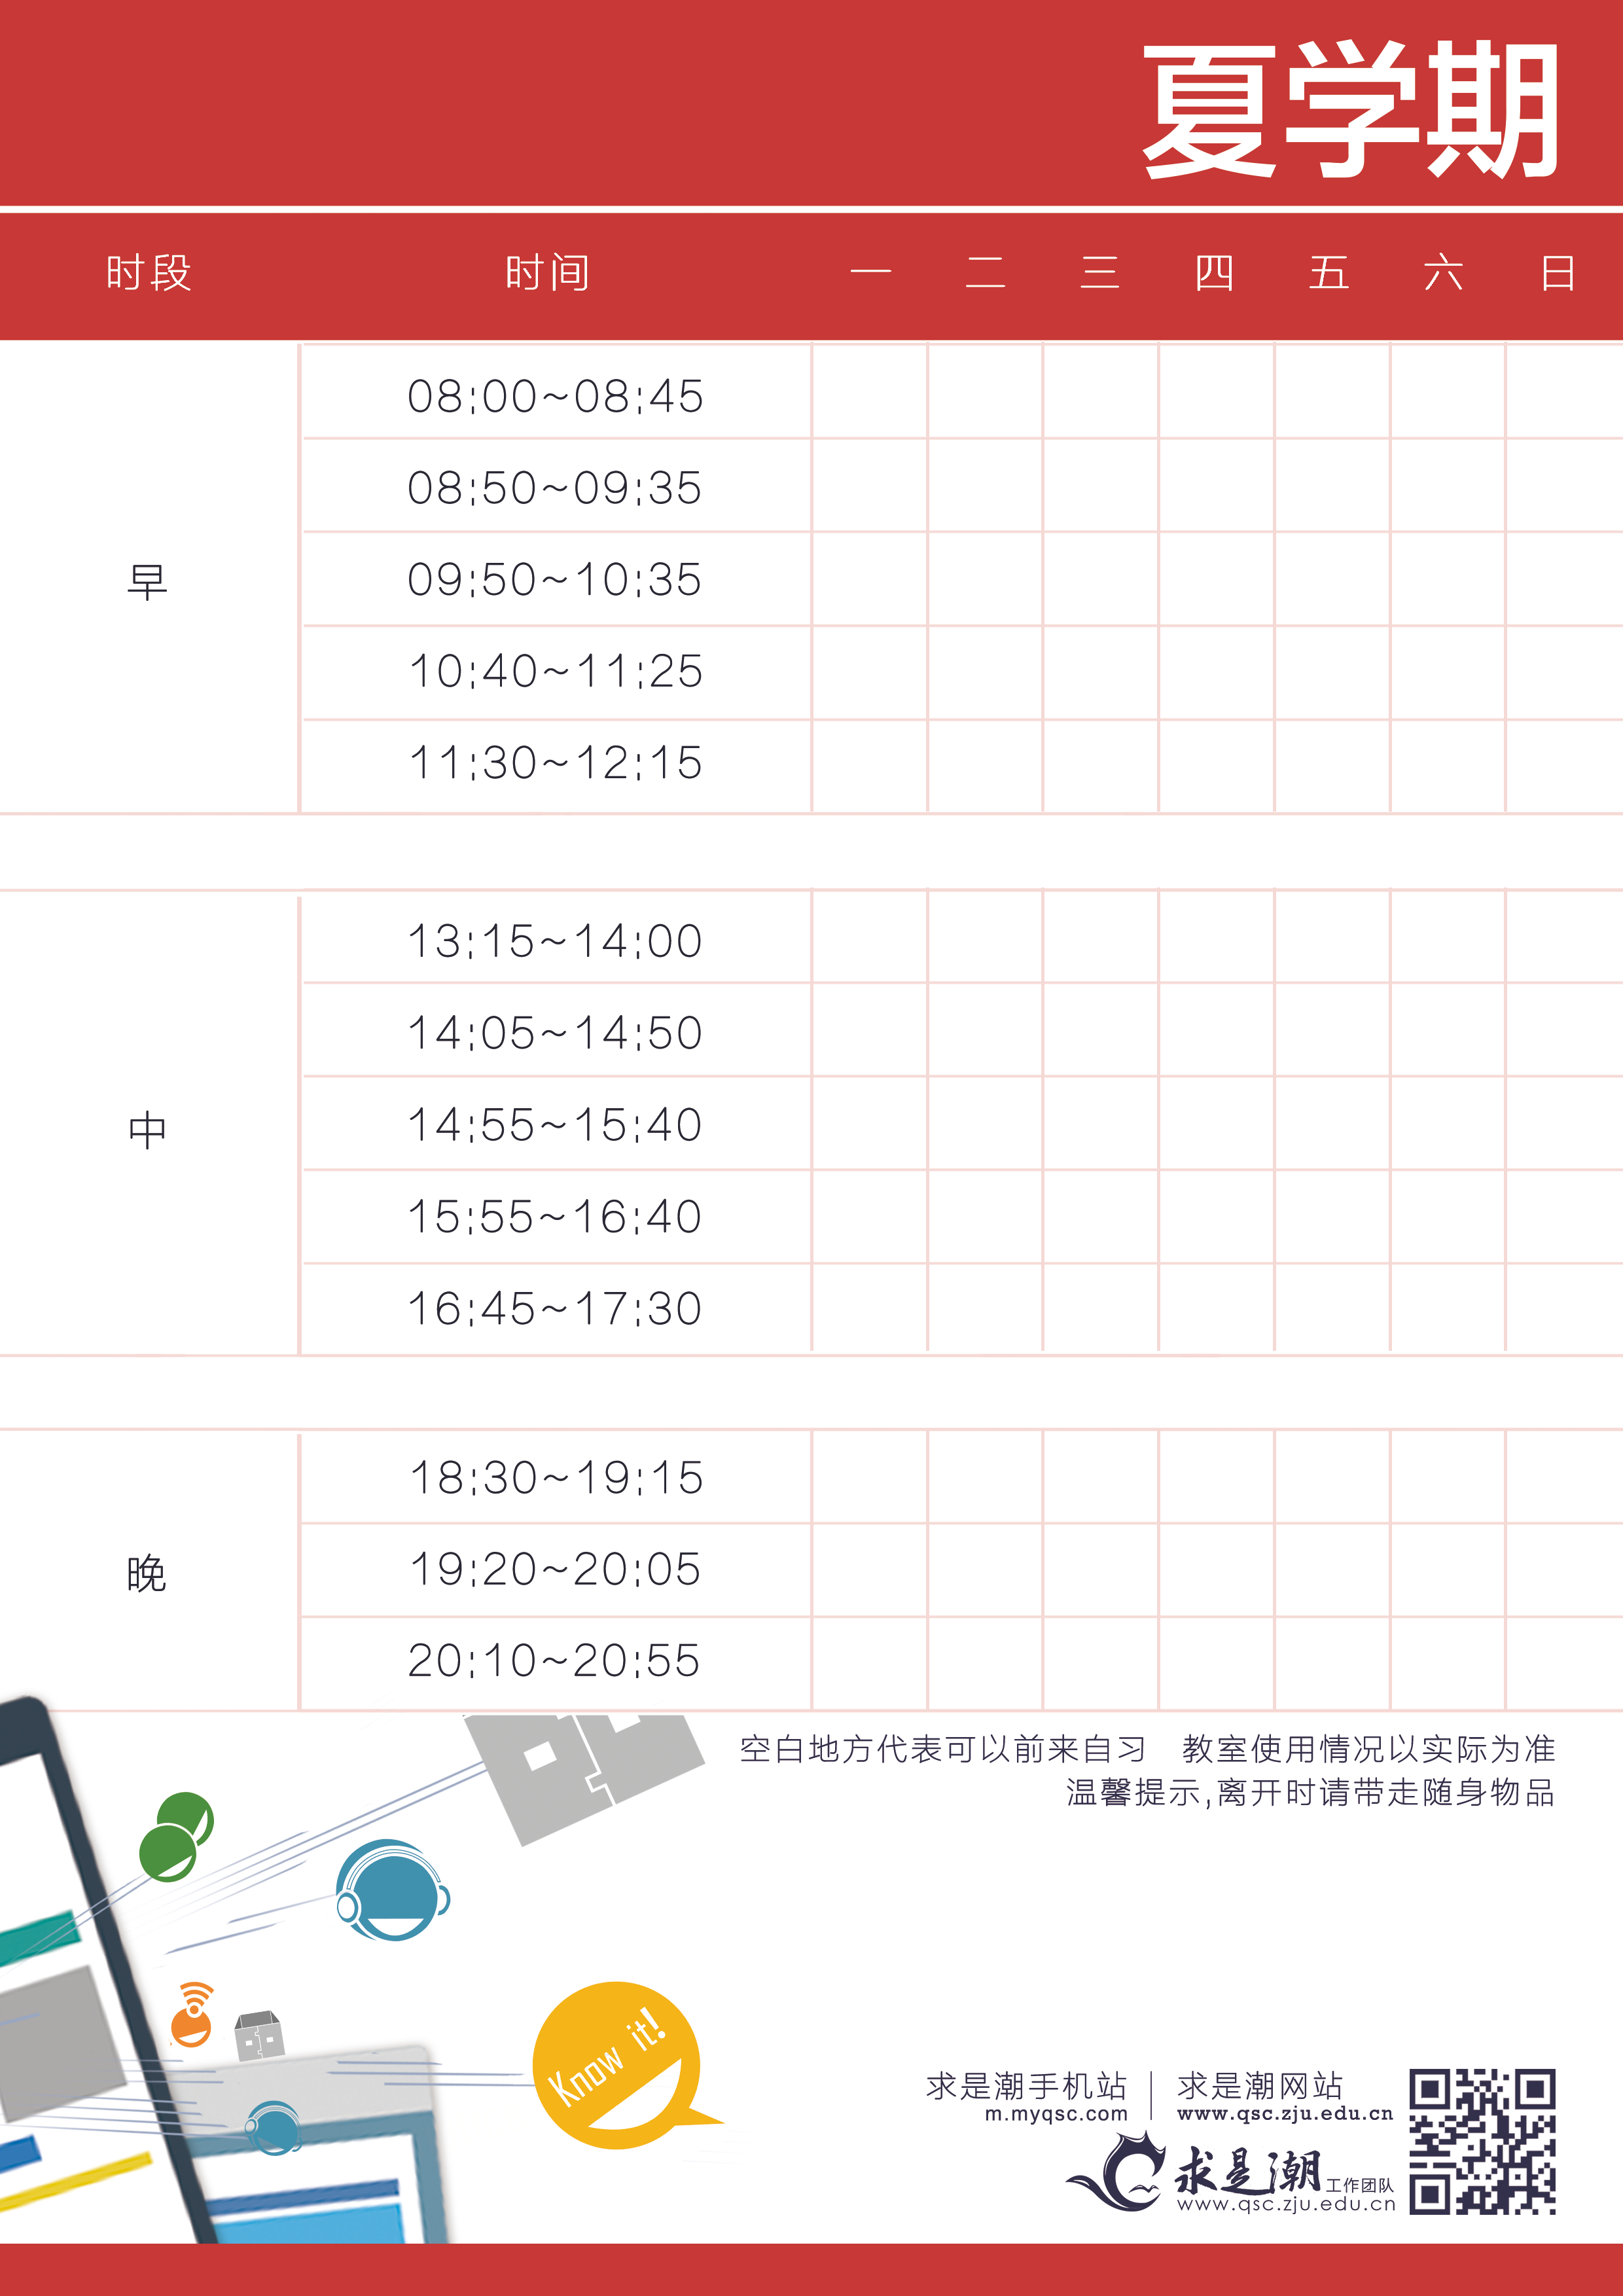 夏学期
时段 时间 一 二 三 四 五 六 日
早
08:00~08:45
08:50~09:35
09:50~10:35
10:40~11:25
11:30~12:15
中
13:15~14:00
14:05~14:50
14:55~15:40
15:55~16:40
16:45~17:30
晚
18:30~19:15
19:20~20:05
20:10~20:55
空白地方代表可以前来自习 教室使用情况以实际为准
温馨提示,离开时请带走随身物品
Know it!
求是潮手机站
m.myqsc.com
求是潮网站
www.qsc.zju.edu.cn
求是潮 工作团队
www.qsc.zju.edu.cn